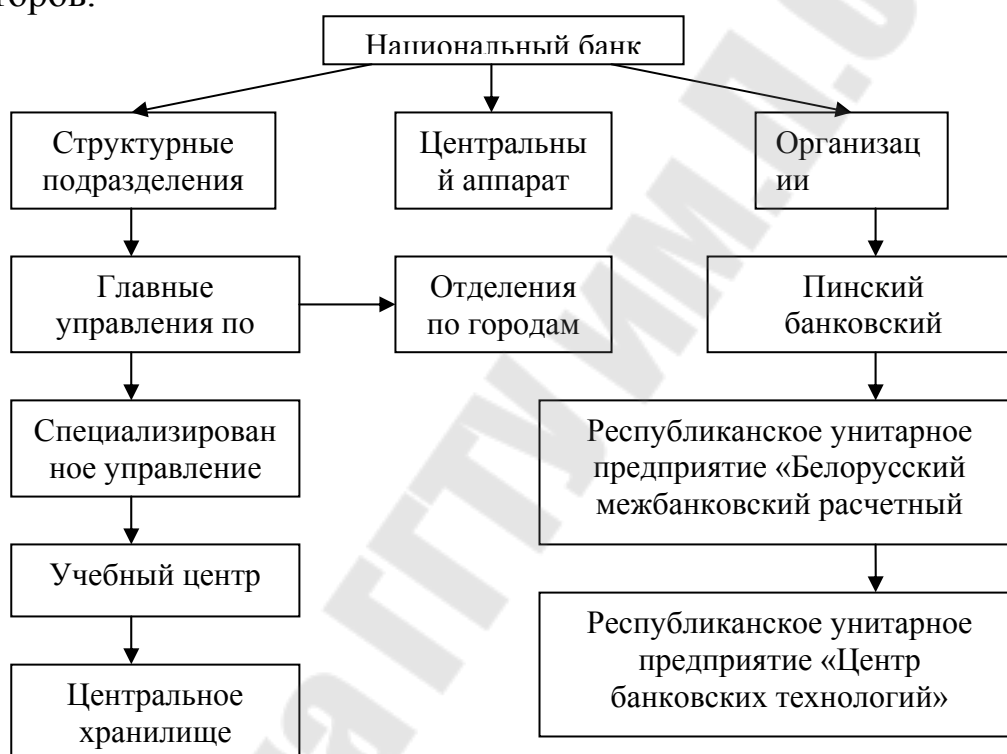 торов.
Национальный банк
Структурные
подразделения
Центральны
й аппарат
Организац
ии
Главные
управления по
Отделения
по городам
Пинский
банковский
Специализирован
ное управление
Республиканское унитарное
предприятие «Белорусский
межбанковский расчетный
Учебный центр
Республиканское унитарное
предприятие «Центр
банковских технологий»
Центральное
хранилище